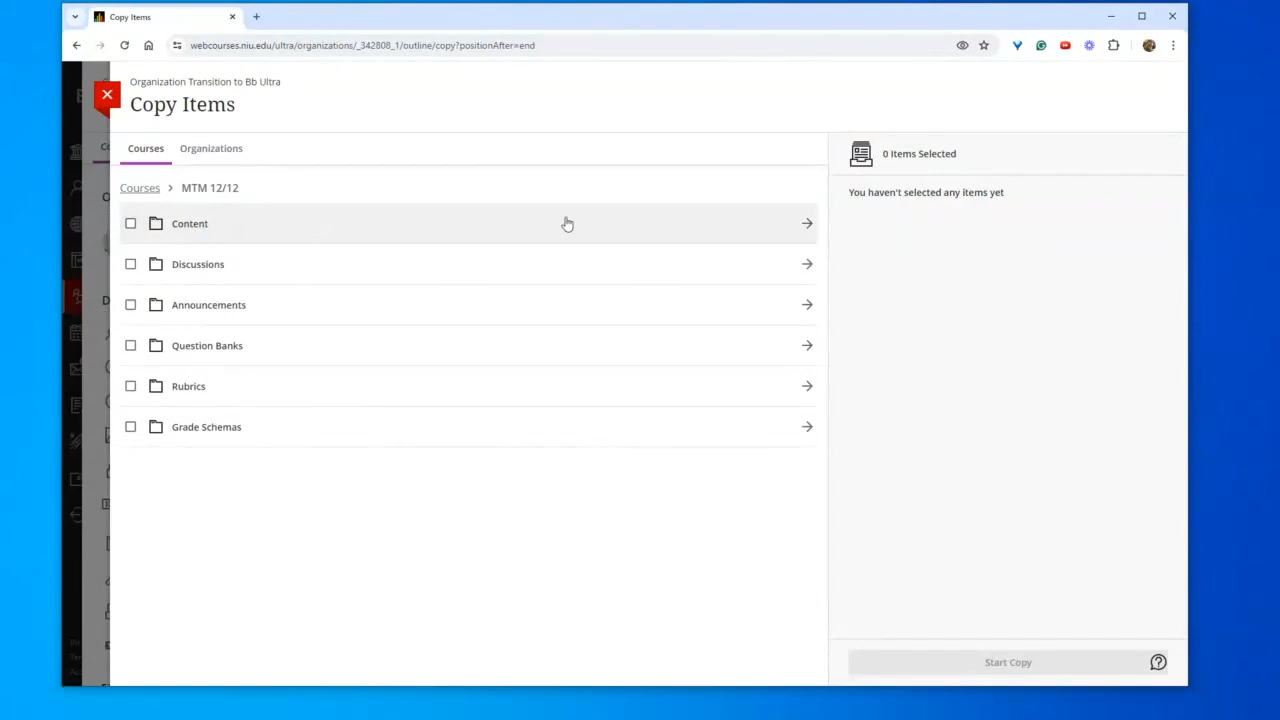 Copy Items
webcourses.niu.edu/ultra/organizations/_342808_1/outline/copy?positionAfter=end
Organization Transition to Bb Ultra
Copy Items
Courses Organizations
Courses > MTM 12/12
Content
Discussions
Announcements
Question Banks
Rubrics
Grade Schemas
0 Items Selected
You haven't selected any items yet
Start Copy